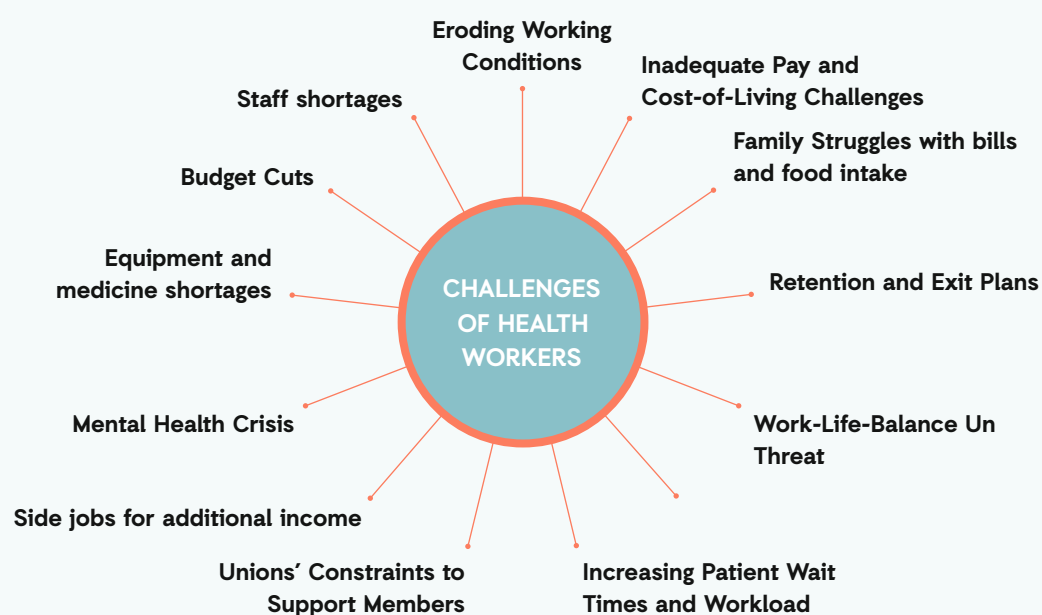 Eroding Working
Conditions
Inadequate Pay and
Cost-of-Living Challenges
Family Struggles with bills
and food intake
Retention and Exit Plans
Work-Life-Balance Un
Threat
Increasing Patient Wait
Times and Workload
Unions’ Constraints to
Support Members
Side jobs for additional income
Mental Health Crisis
Equipment and
medicine shortages
Budget Cuts
Staff shortages
CHALLENGES
OF HEALTH
WORKERS